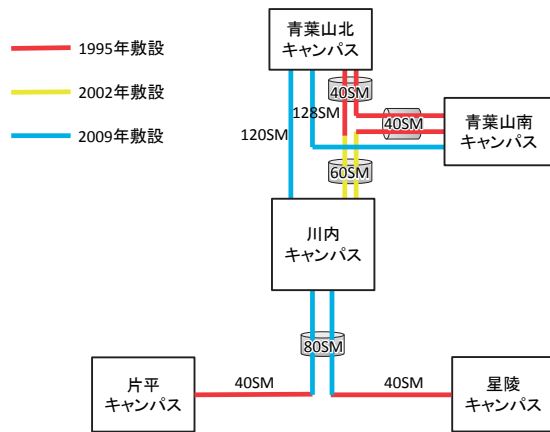 青葉山北
キャンパス
1995年敷設
2002年敷設
2009年敷設
40SM
128SM
120SM
40SM
青葉山南
キャンパス
60SM
川内
キャンパス
80SM
40SM
40SM
片平
キャンパス
星陵
キャンパス